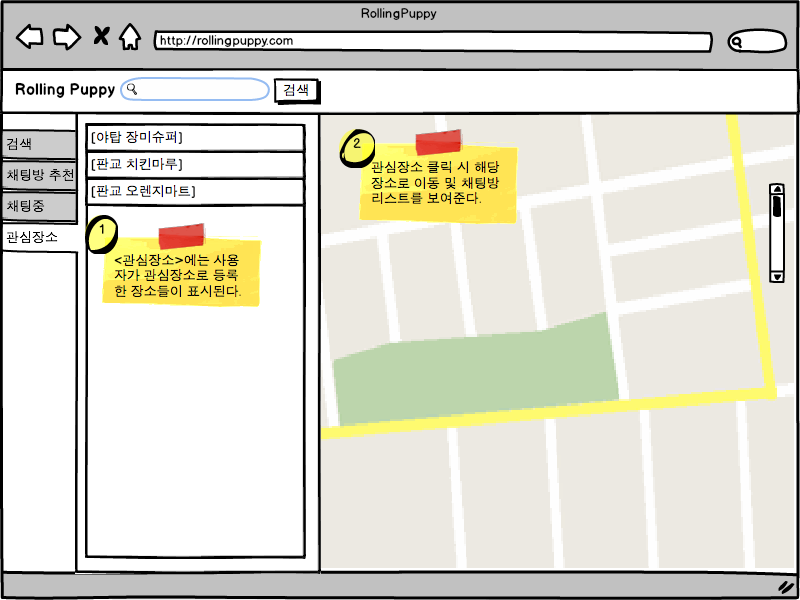 RollingPuppy
http://rollingpuppy.com
Rolling Puppy
검색
검색
채팅방 추천
채팅중
관심장소
[야탑 장미슈퍼]
[판교 치킨마루]
[판교 오렌지마트]
1
<관심장소>에는 사용
자가 관심장소로 등록
한 장소들이 표시된다.
2
관심장소 클릭 시 해당
장소로 이동 및 채팅방
리스트를 보여준다.